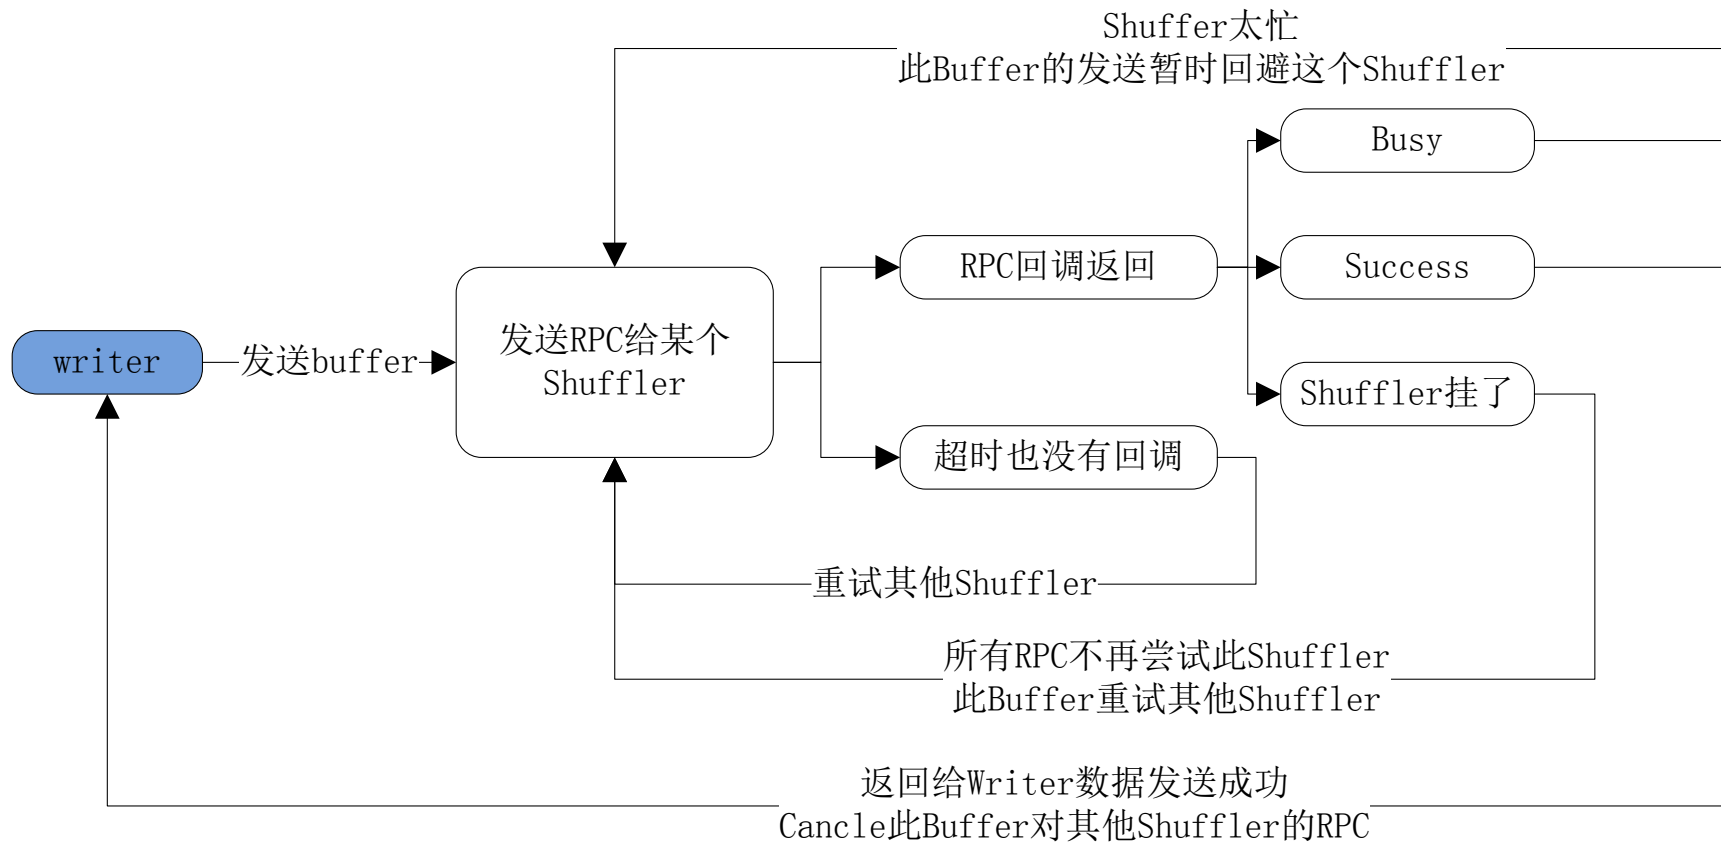 Shuffer太忙
此Buffer的发送暂时回避这个Shuffler
Busy
RPC回调返回
Success
writer
发送buffer
发送RPC给某个
Shuffler
Shuffler挂了
超时也没有回调
重试其他Shuffler
所有RPC不再尝试此Shuffler
此Buffer重试其他Shuffler
返回给Writer数据发送成功
Cancle此Buffer对其他Shuffler的RPC